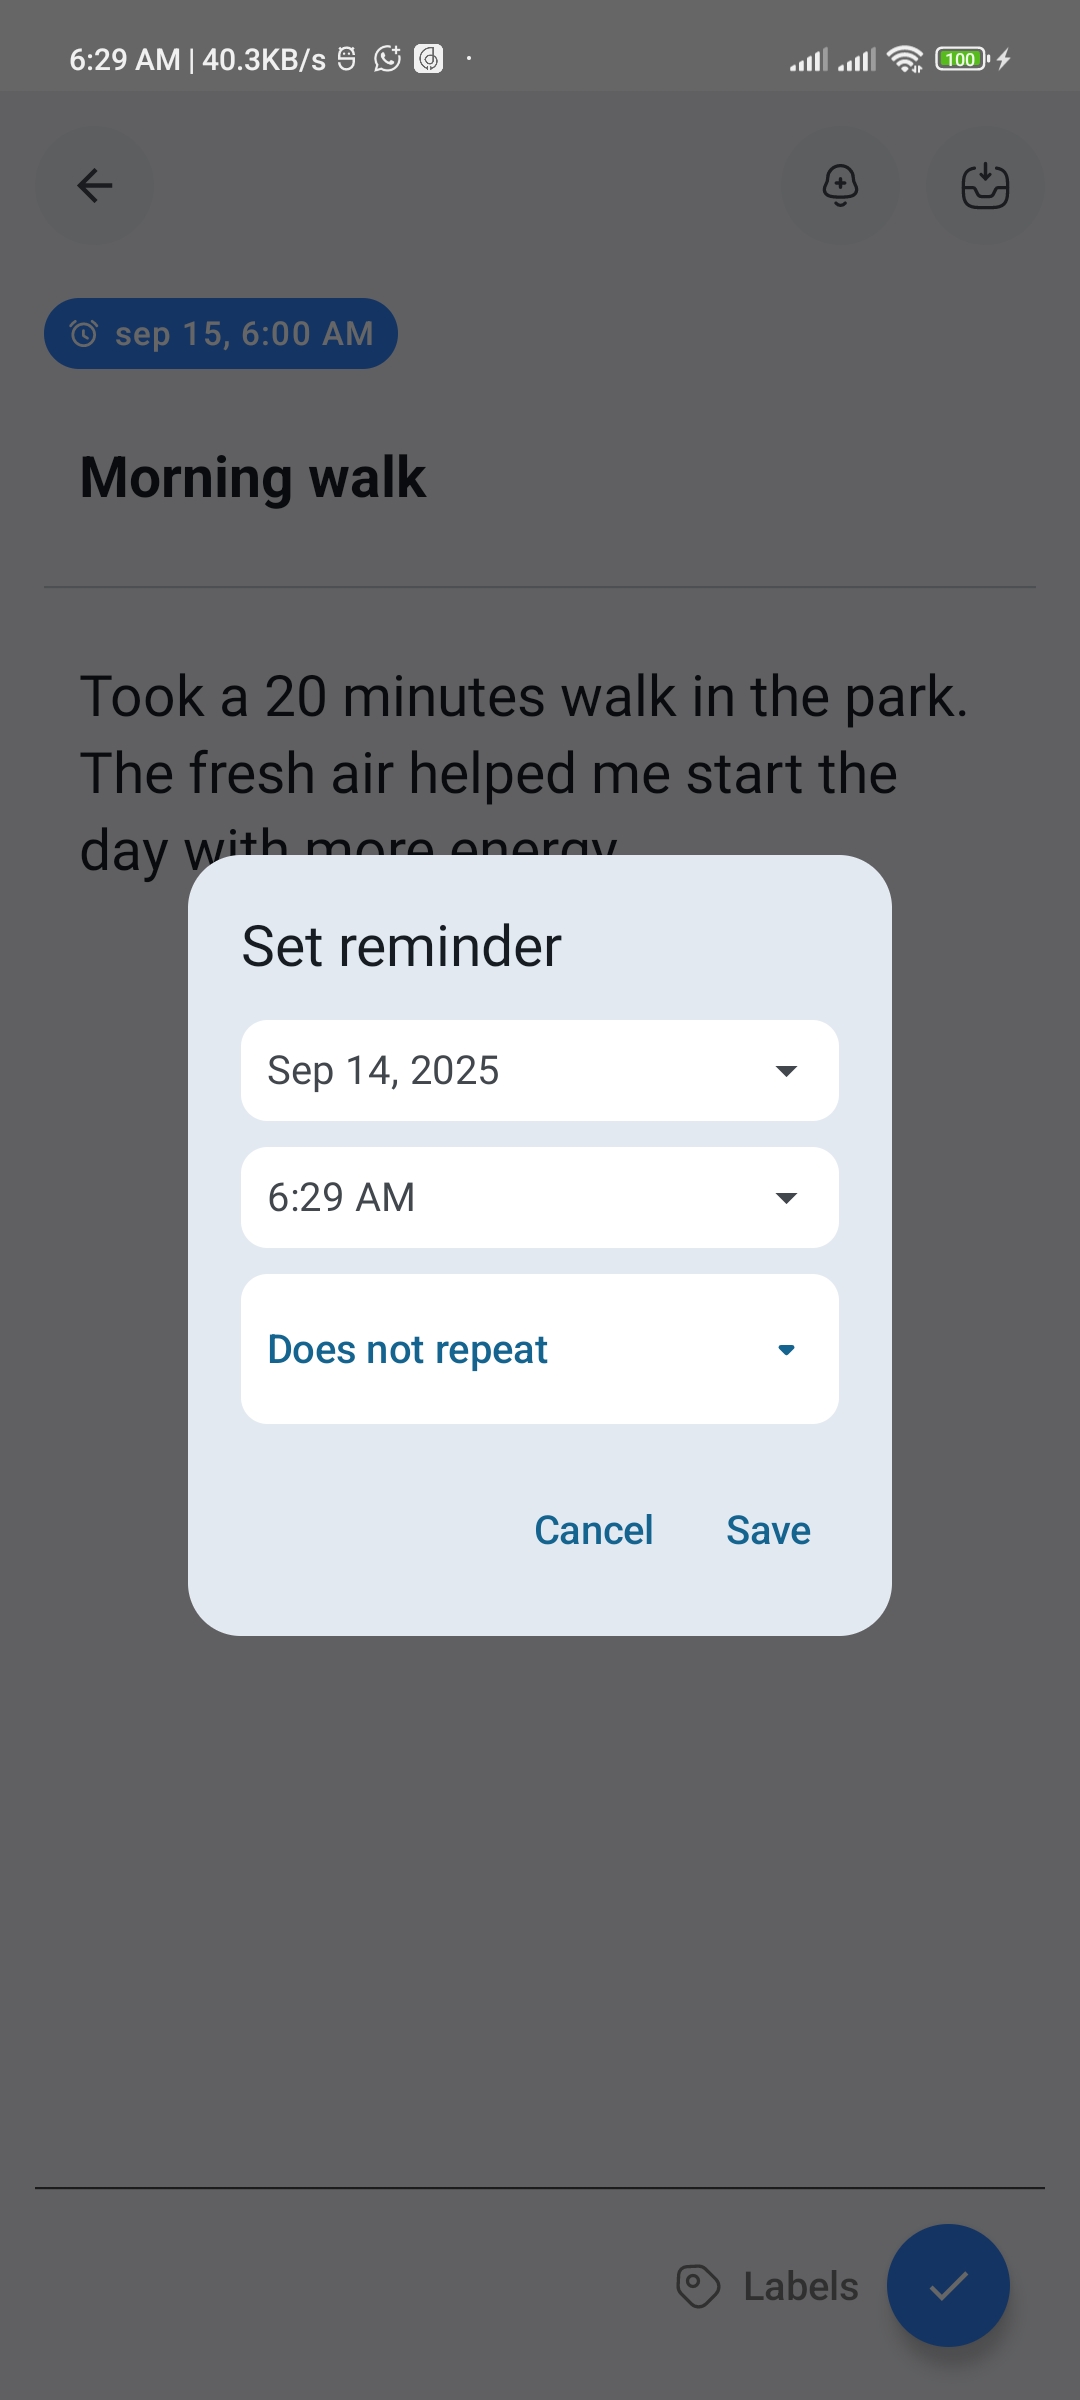 6:29 AM | 40.3KB/s
100
sep 15, 6:00 AM
Morning walk
Took a 20 minutes walk in the park.
The fresh air helped me start the
day with more energy
Set reminder
Sep 14, 2025
6:29 AM
Does not repeat
Cancel Save
Labels